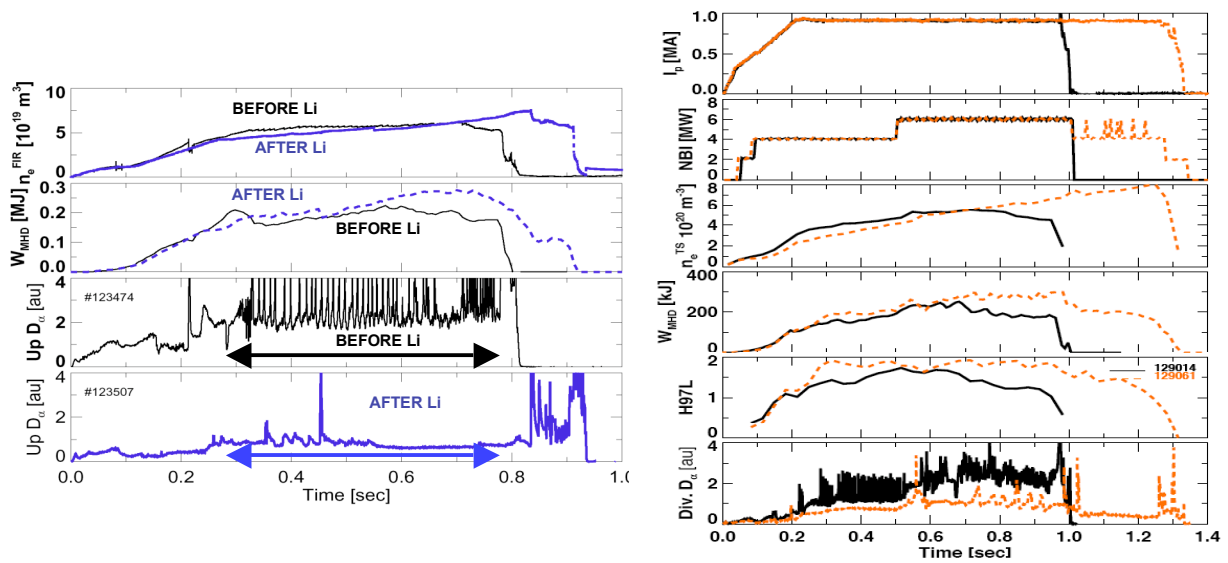 10
5
0
n_e^FIR [10^19 m^3]
BEFORE Li
AFTER Li
0.3
0.2
0.1
0.0
W_MHD [MJ]
AFTER Li
BEFORE Li
4
2
0
Up D_α [au]
#123474
BEFORE Li
4
2
0
Up D_α [au]
#123507
AFTER Li
0.0 0.2 0.4 0.6 0.8 1.0
Time [sec]
1.0
0.5
0.0
I_p [MA]
8
6
4
2
0
NBI [MW]
8
6
4
2
0
n_e^TS 10^20 m^-3]
400
200
0
W_MHD [kJ]
2
1
0
H97L
129014
129061
4
2
0
Div. D_α [au]
0.0 0.2 0.4 0.6 0.8 1.0 1.2 1.4
Time [sec]